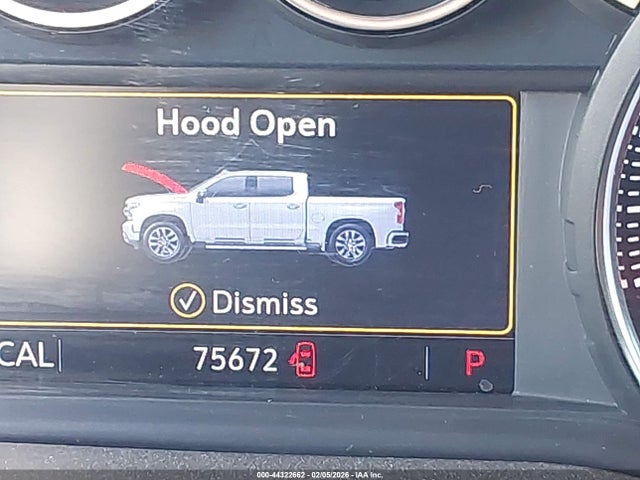 Hood Open
Dismiss
CAL 75672 P
000-44322662 - 02/05/2026 - IAA Inc.